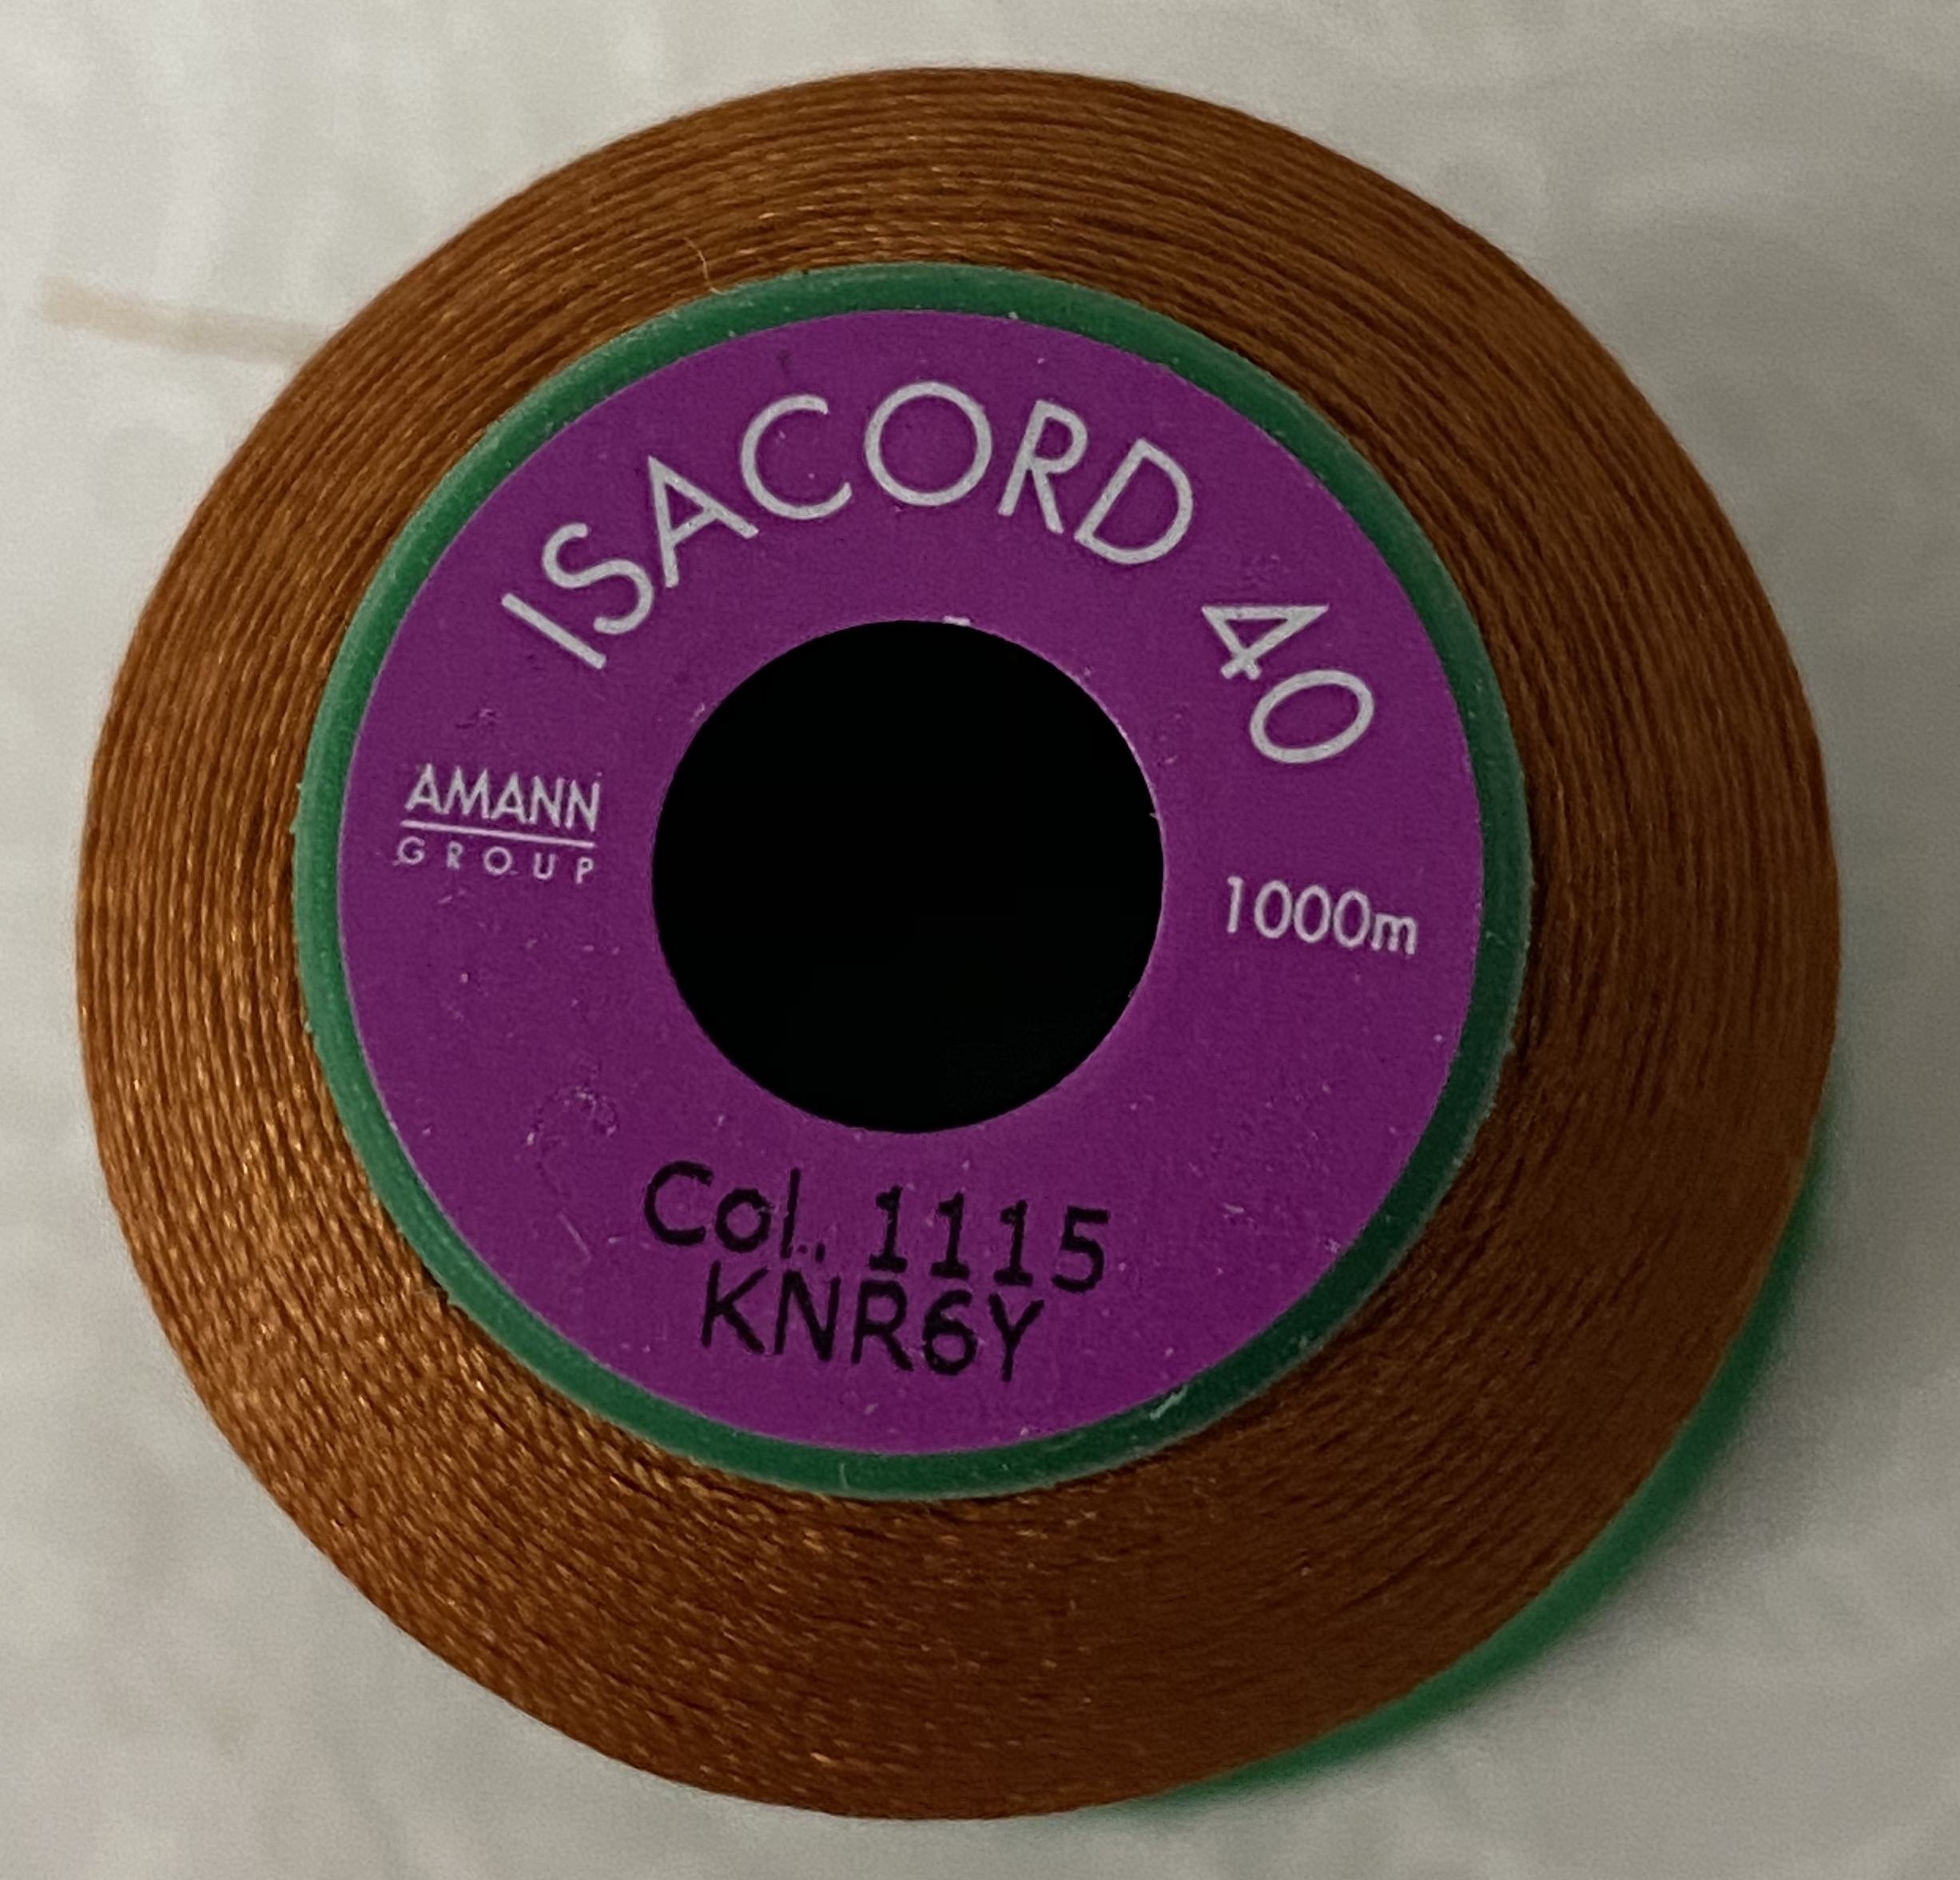 ISACORD 40
AMANN
GROUP
1000m
Col. 1115
KNR6Y